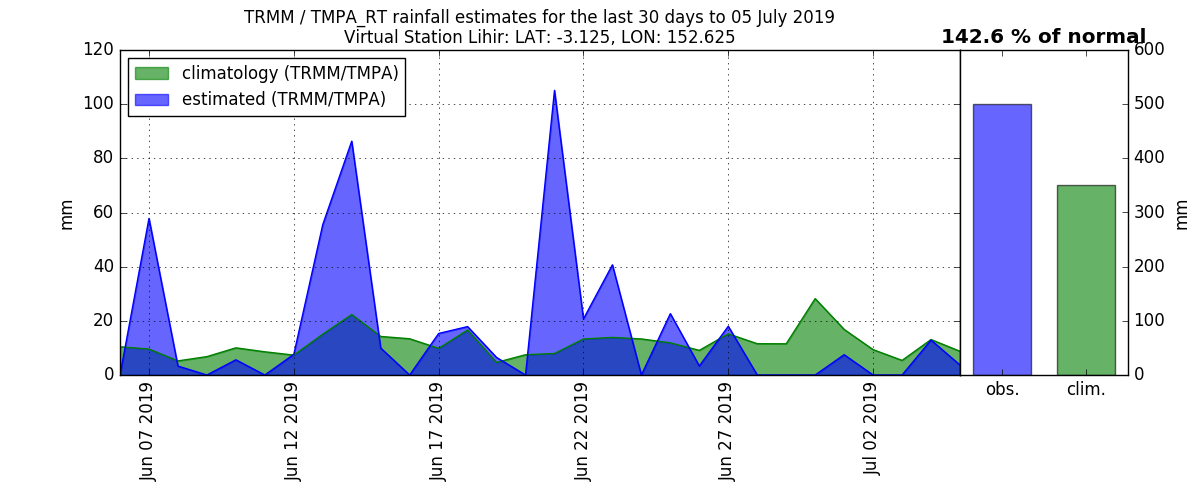 TRMM / TMPA_RT rainfall estimates for the last 30 days to 05 July 2019
Virtual Station Lihir: LAT: -3.125, LON: 152.625
142.6 % of normal
climatology (TRMM/TMPA)
estimated (TRMM/TMPA)
120
100
80
60
40
20
0
mm
Jun 07 2019
Jun 12 2019
Jun 17 2019
Jun 22 2019
Jun 27 2019
Jul 02 2019
obs.
clim.
600
500
400
300
200
100
0
mm